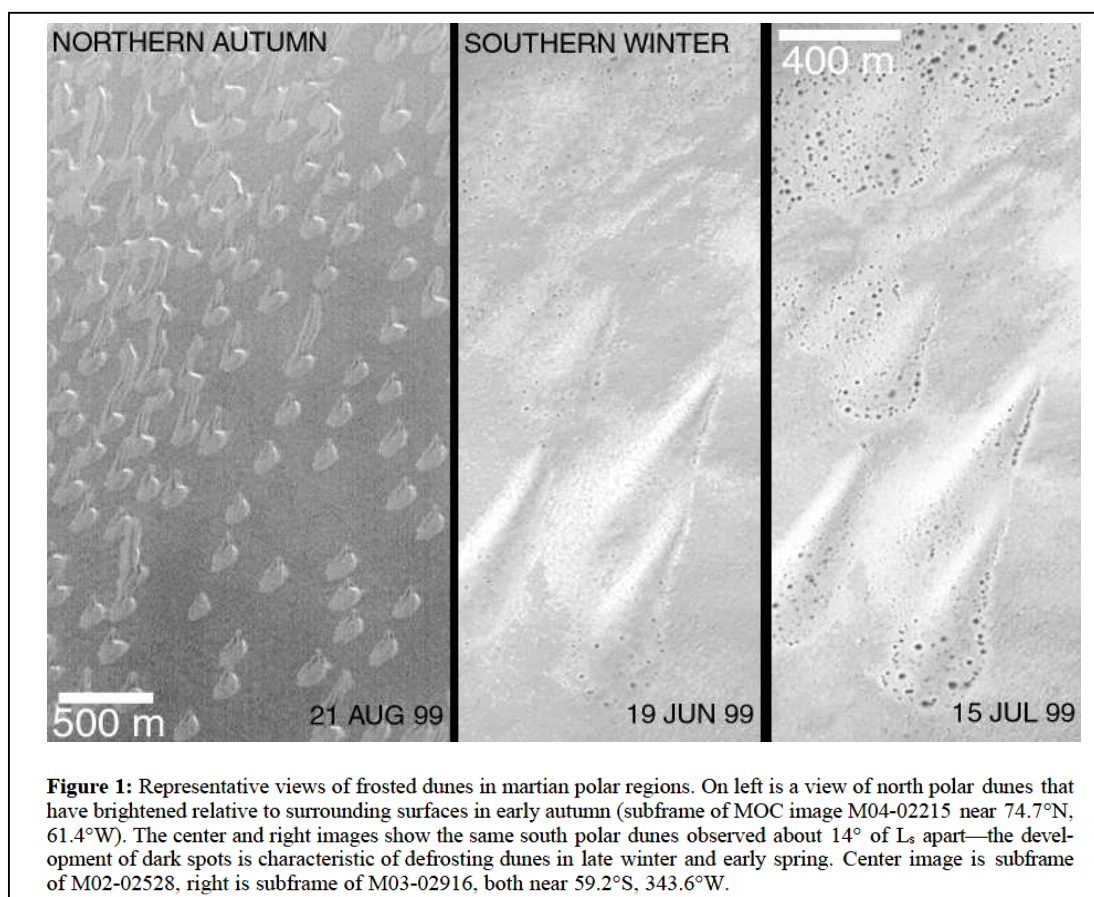 NORTHERN AUTUMN
500 m
21 AUG 99
SOUTHERN WINTER
19 JUN 99
400 m
15 JUL 99
Figure 1: Representative views of frosted dunes in martian polar regions. On left is a view of north polar dunes that
have brightened relative to surrounding surfaces in early autumn (subframe of MOC image M04-02215 near 74.7°N,
61.4°W). The center and right images show the same south polar dunes observed about 14° of Ls apart—the devel-
opment of dark spots is characteristic of defrosting dunes in late winter and early spring. Center image is subframe
of M02-02528, right is subframe of M03-02916, both near 59.2°S, 343.6°W.